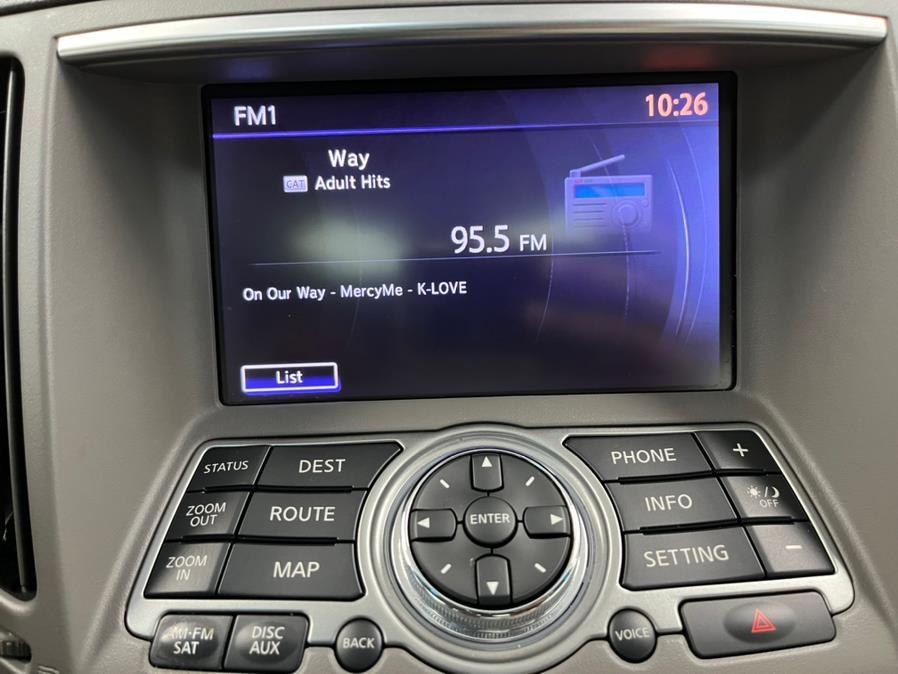 FM1
10:26
Way
CAT Adult Hits
95.5 FM
On Our Way - MercyMe - K-LOVE
List
STATUS
DEST
PHONE
+
ZOOM
OUT
ROUTE
ENTER
INFO
OFF
ZOOM
IN
MAP
SETTING
-
AM·FM
SAT
DISC
AUX
BACK
VOICE